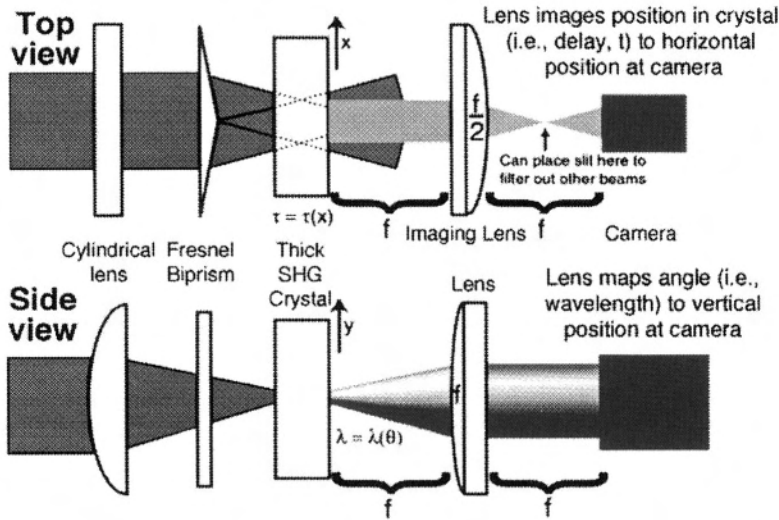 Top
view
x
Lens images position in crystal
(i.e., delay, t) to horizontal
position at camera
f/2
Can place slit here to
filter out other beams
τ = τ(x)
f
Imaging Lens
f
Camera
Cylindrical
lens
Fresnel
Biprism
Thick
SHG
Crystal
Lens
Side
view
y
Lens maps angle (i.e.,
wavelength) to vertical
position at camera
f
λ = λ(θ)
f
f